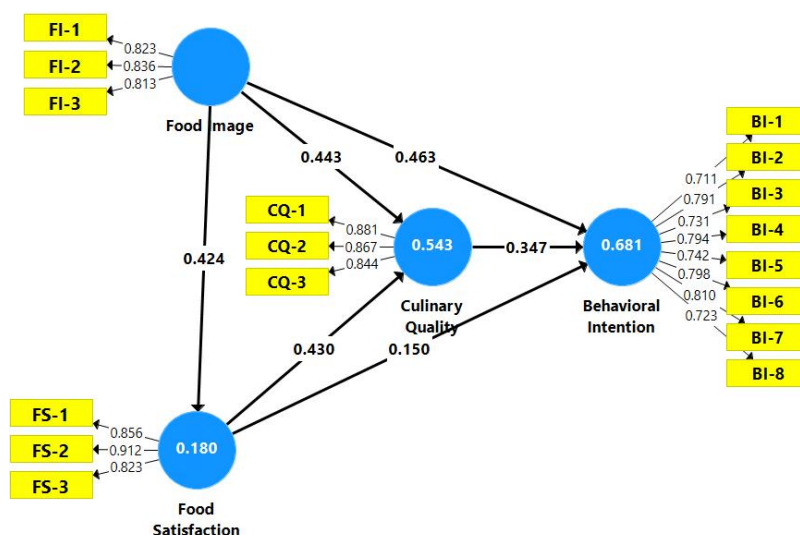 FI-1
0.823
FI-2
0.836
FI-3
0.813
Food Image
0.443
0.463
0.424
CQ-1
0.881
CQ-2
0.867
CQ-3
0.844
0.543
Culinary
Quality
0.347
0.681
Behavioral
Intention
BI-1
0.711
BI-2
0.791
BI-3
0.731
BI-4
0.794
BI-5
0.742
BI-6
0.798
BI-7
0.810
BI-8
0.723
0.430
0.150
FS-1
0.856
FS-2
0.912
FS-3
0.823
0.180
Food
Satisfaction